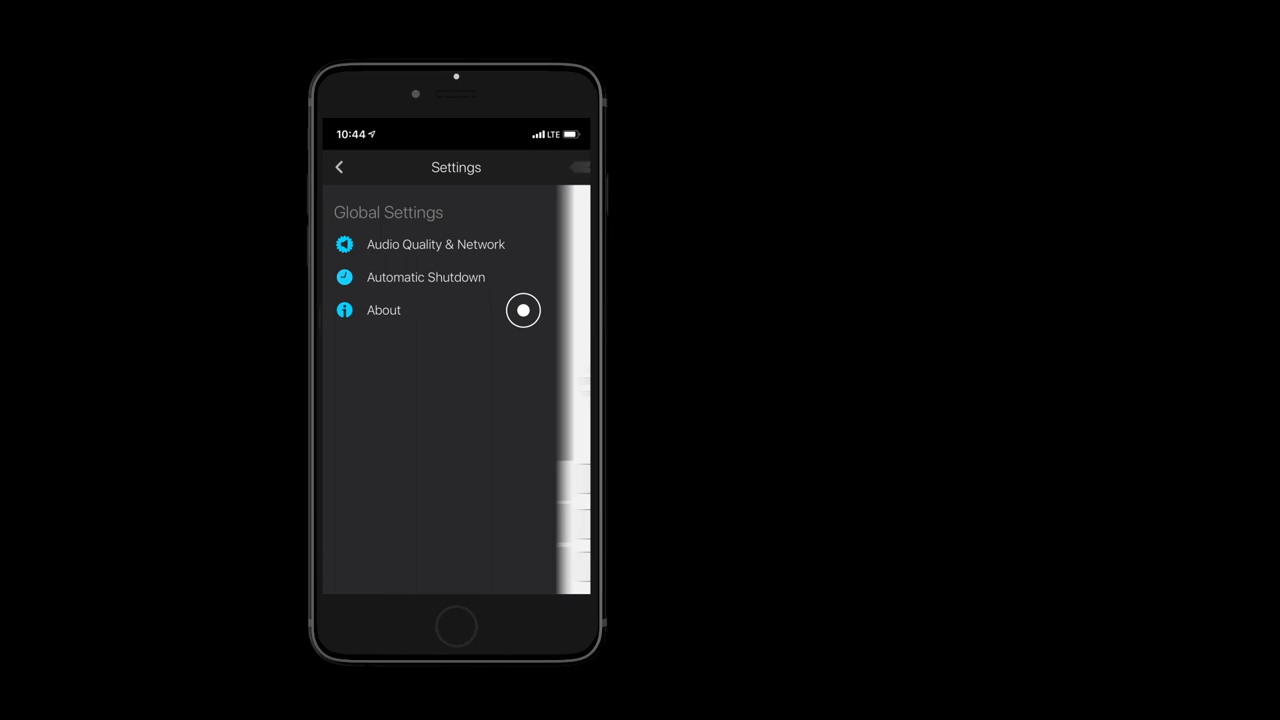 10:44 LTE
Settings
Global Settings
Audio Quality & Network
Automatic Shutdown
About